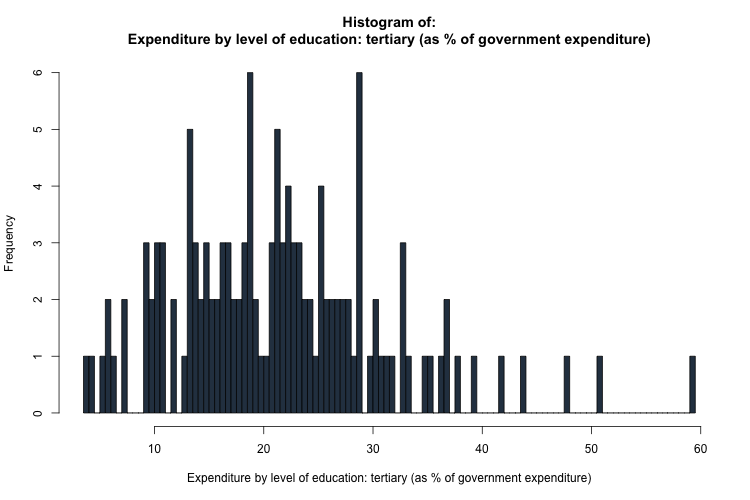 Histogram of:
Expenditure by level of education: tertiary (as % of government expenditure)
Frequency
6
5
4
3
2
1
0
10 20 30 40 50 60
Expenditure by level of education: tertiary (as % of government expenditure)